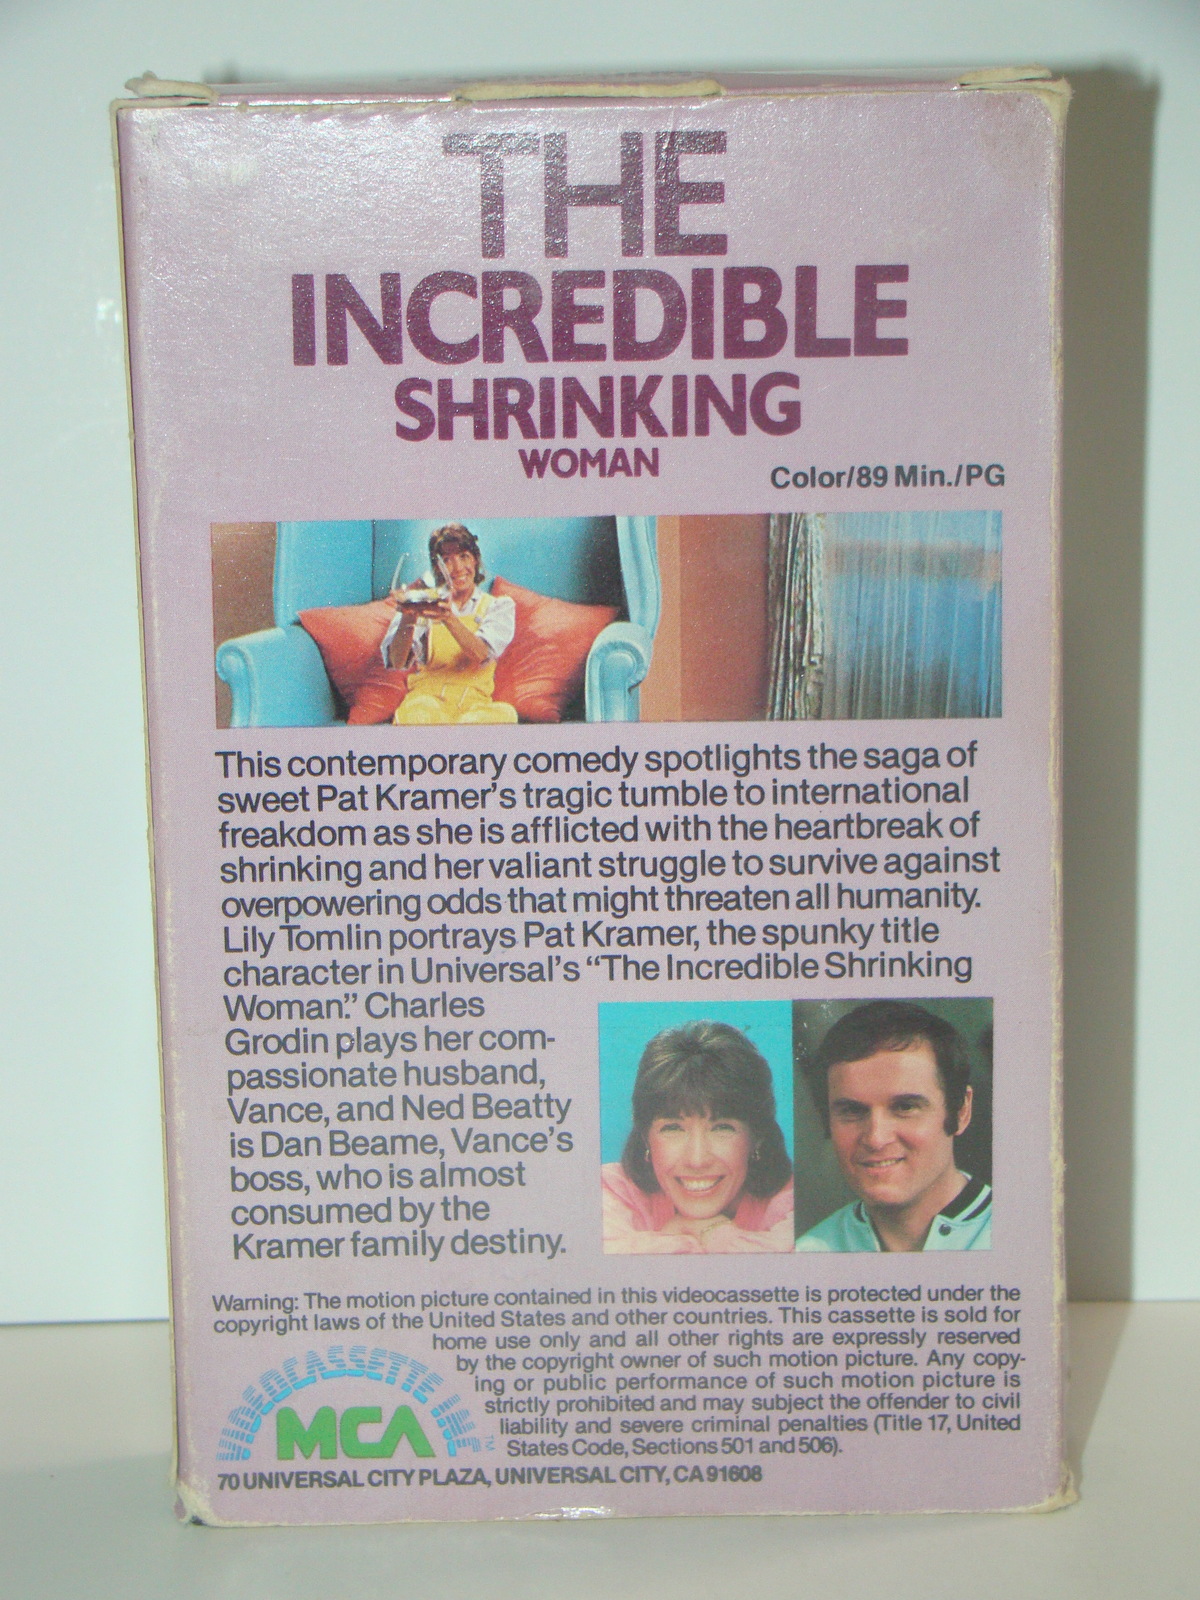 THE
INCREDIBLE
SHRINKING
WOMAN
Color/89 Min./PG
This contemporary comedy spotlights the saga of
sweet Pat Kramer's tragic tumble to international
freakdom as she is afflicted with the heartbreak of
shrinking and her valiant struggle to survive against
overpowering odds that might threaten all humanity.
Lily Tomlin portrays Pat Kramer, the spunky title
character in Universal's “The Incredible Shrinking
Woman.” Charles
Grodin plays her com-
passionate husband,
Vance, and Ned Beatty
is Dan Beame, Vance's
boss, who is almost
consumed by the
Kramer family destiny.
Warning: The motion picture contained in this videocassette is protected under the
copyright laws of the United States and other countries. This cassette is sold for
home use only and all other rights are expressly reserved
by the copyright owner of such motion picture. Any copy-
ing or public performance of such motion picture is
strictly prohibited and may subject the offender to civil
liability and severe criminal penalties (Title 17, United
States Code, Sections 501 and 506).
VIDEOCASSETTE INC. TM
MCA
70 UNIVERSAL CITY PLAZA, UNIVERSAL CITY, CA 91608